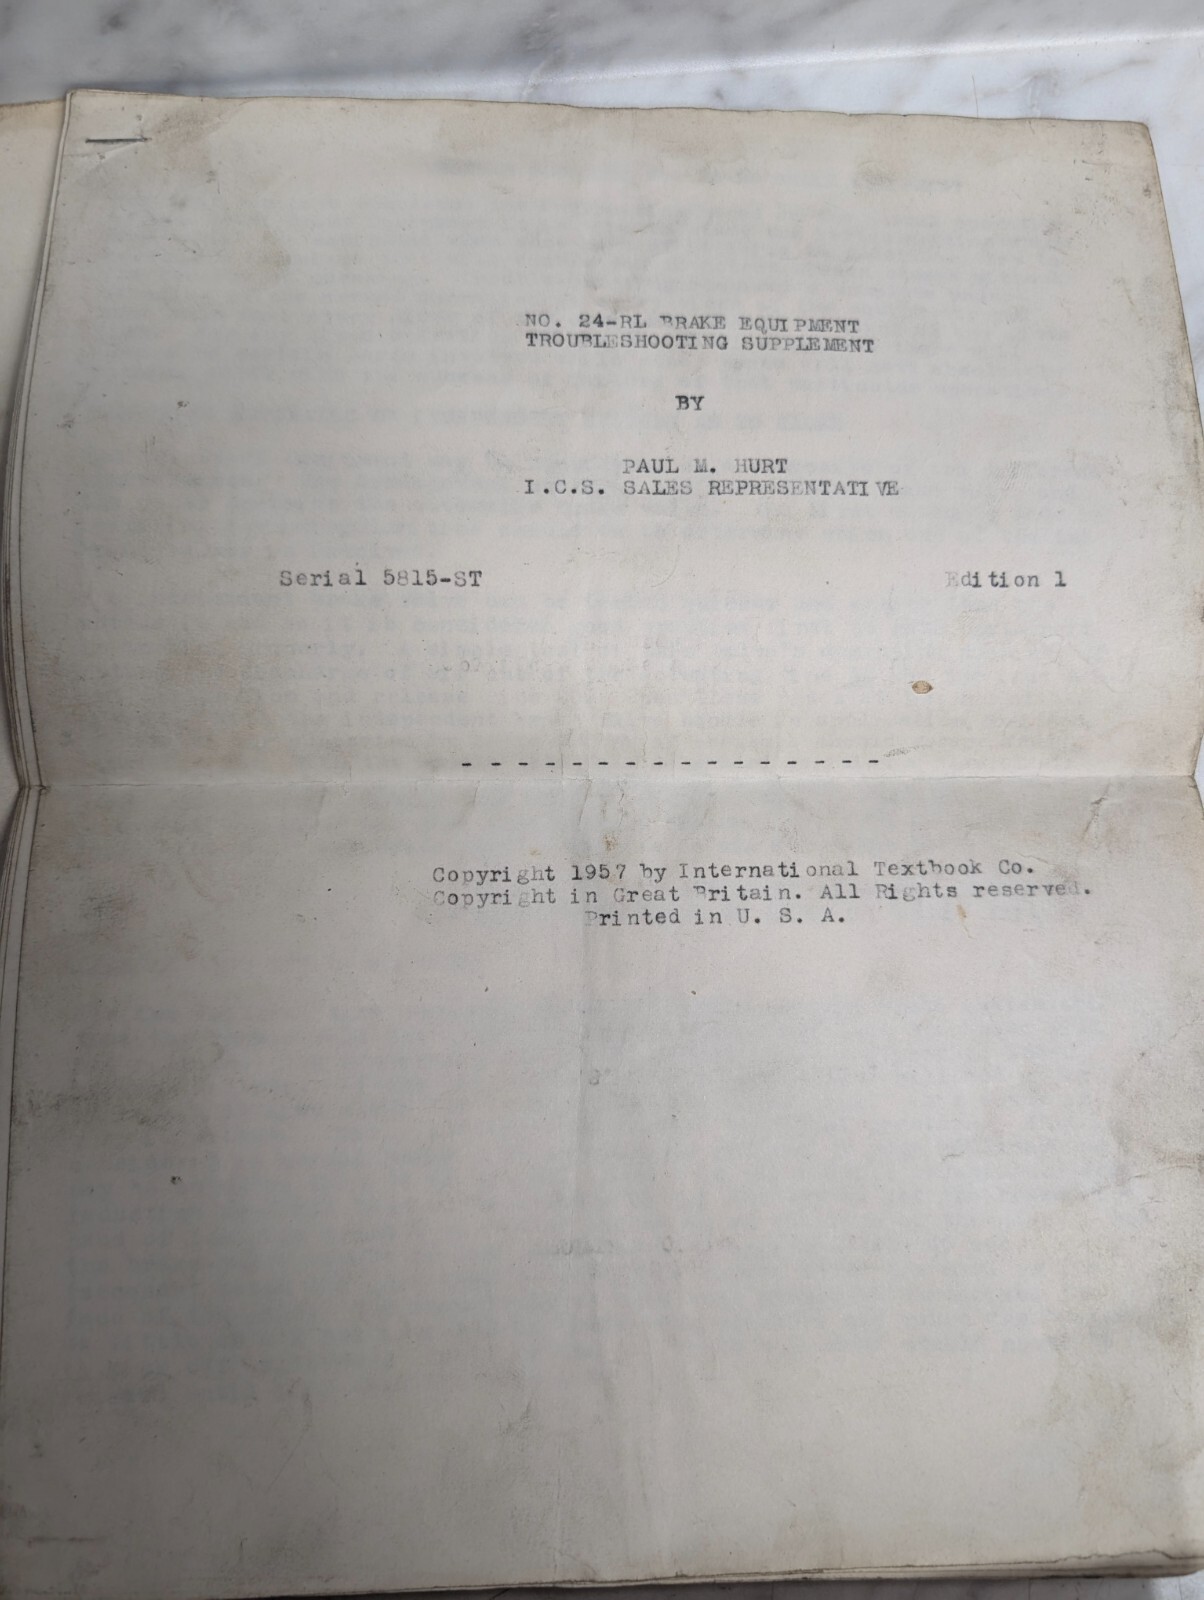 NO. 24-RL BRAKE EQUIPMENT
TROUBLESHOOTING SUPPLEMENT
BY
PAUL M. HURT
I.C.S. SALES REPRESENTATIVE
Serial 5815-ST Edition 1
- - - - - - - - - - - - - - - -
Copyright 1957 by International Textbook Co.
Copyright in Great Britain. All Rights reserved.
Printed in U. S. A.